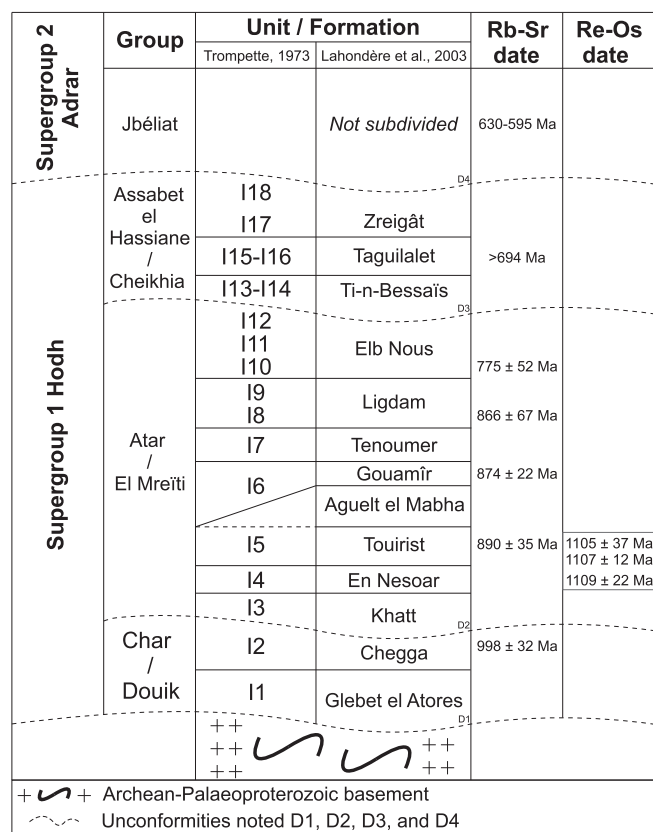 Supergroup 2
Adrar
Group
Unit / Formation
Trompette, 1973
Lahondère et al., 2003
Rb-Sr
date
Re-Os
date
Jbéliat
Not subdivided
630-595 Ma
D4
Supergroup 1 Hodh
Assabet
el
Hassiane
/
Cheikhia
I18
I17
Zreigât
I15-I16
Taguilalet
>694 Ma
I13-I14
Ti-n-Bessaïs
D3
Atar
/
El Mreïti
I12
I11
I10
Elb Nous
775 ± 52 Ma
I9
I8
Ligdam
866 ± 67 Ma
I7
Tenoumer
I6
Gouamîr
874 ± 22 Ma
Aguelt el Mabha
I5
Touirist
890 ± 35 Ma
1105 ± 37 Ma
1107 ± 12 Ma
I4
En Nesoar
1109 ± 22 Ma
I3
Khatt
D2
Char
/
Douik
I2
Chegga
998 ± 32 Ma
I1
Glebet el Atores
D1
+ + + +
+ + + +
+ +
+ + Archean-Palaeoproterozoic basement
Unconformities noted D1, D2, D3, and D4